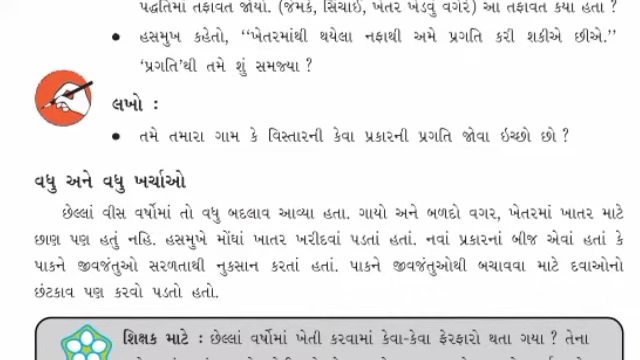 પદ્ધતિમાં તફાવત જોયો. (જેમકે, સિંચાઈ, ખેતર ખેડવું વગેરે) આ તફાવત કયા હતા ?
• હસમુખ કહેતો, “ખેતરમાંથી થયેલા નફાથી અમે પ્રગતિ કરી શકીએ છીએ.”
‘પ્રગતિ’થી તમે શું સમજ્યા ?
લખો :
• તમે તમારા ગામ કે વિસ્તારની કેવા પ્રકારની પ્રગતિ જોવા ઇચ્છો છો ?
વધુ અને વધુ ખર્ચાઓ
છેલ્લાં વીસ વર્ષોમાં તો વધુ બદલાવ આવ્યા હતા. ગાયો અને બળદો વગર, ખેતરમાં ખાતર માટે
છાણ પણ હતું નહિ. હસમુખે મોંઘાં ખાતર ખરીદવાં પડતાં હતાં. નવાં પ્રકારનાં બીજ એવાં હતાં કે
પાકને જીવજંતુઓ સરળતાથી નુકસાન કરતાં હતાં. પાકને જીવજંતુઓથી બચાવવા માટે દવાઓનો
છંટકાવ પણ કરવો પડતો હતો.
શિક્ષક માટે : છેલ્લાં વર્ષોમાં ખેતી કરવામાં કેવા-કેવા ફેરફારો થતા ગયા ? તેના